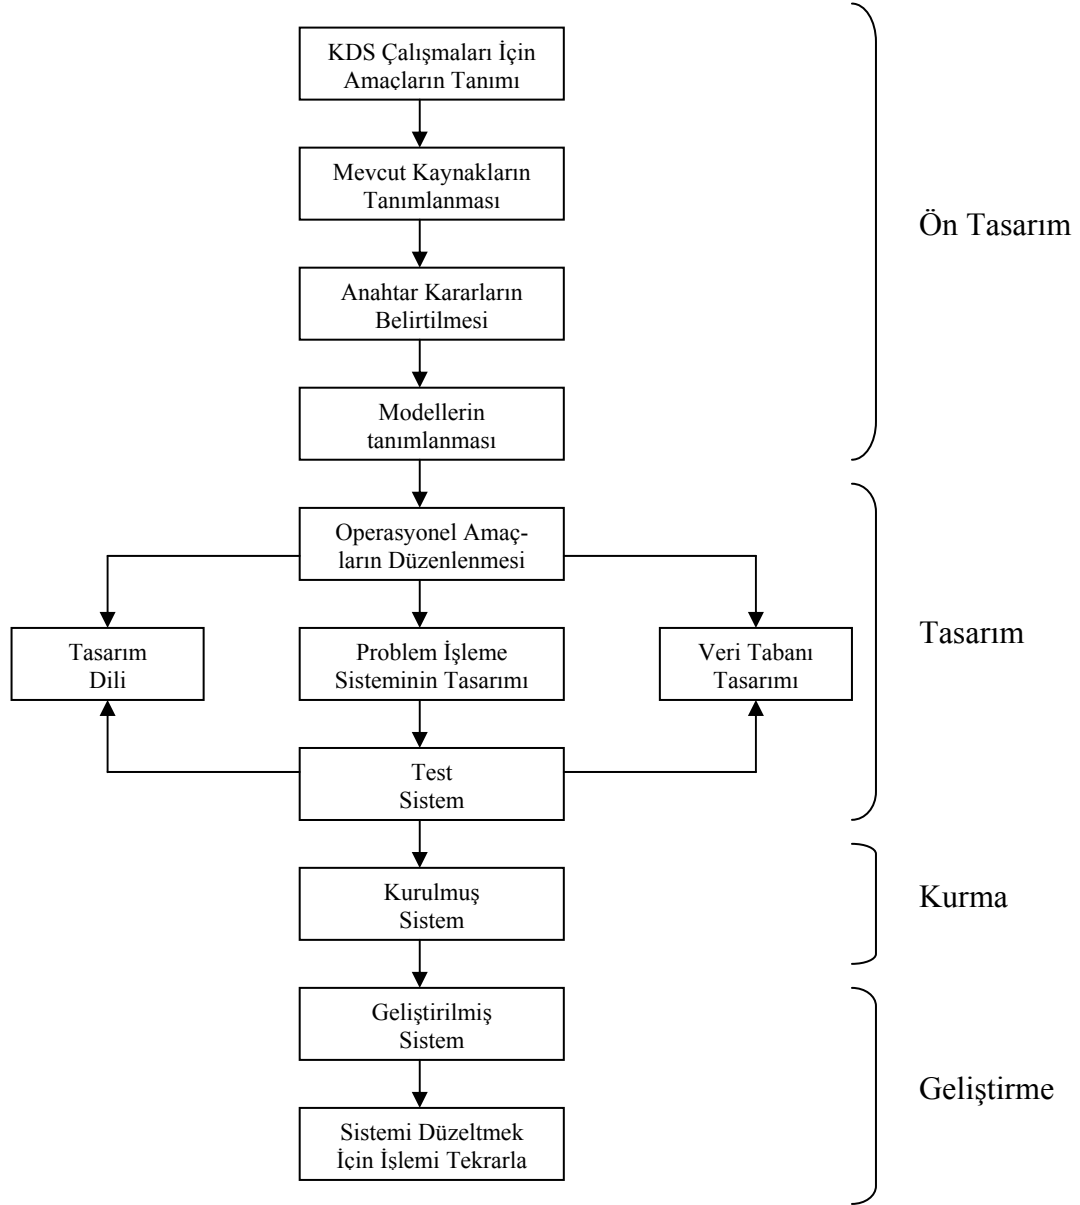 KDS Çalışmaları İçin
Amaçların Tanımı
Mevcut Kaynakların
Tanımlanması
Anahtar Kararların
Belirtilmesi
Modellerin
tanımlanması
Ön Tasarım
Operasyonel Amaç-
ların Düzenlenmesi
Tasarım
Dili
Problem İşleme
Sisteminin Tasarımı
Veri Tabanı
Tasarımı
Test
Sistem
Tasarım
Kurulmuş
Sistem
Kurma
Geliştirilmiş
Sistem
Sistemi Düzeltmek
İçin İşlemi Tekrarla
Geliştirme